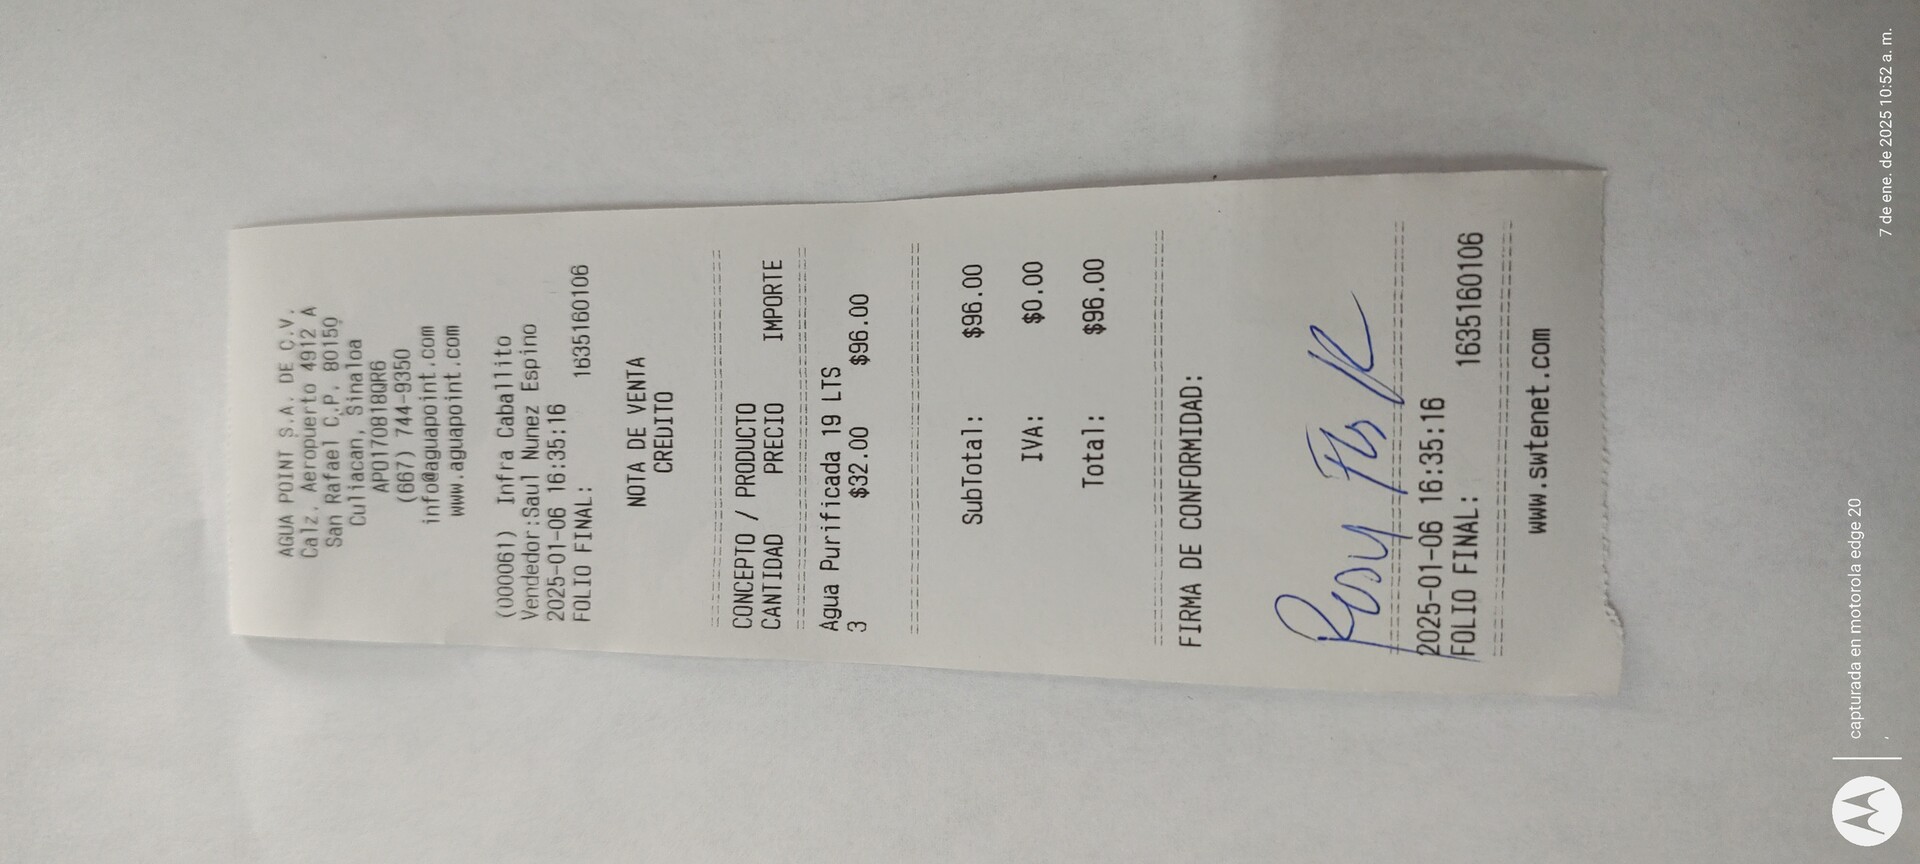 AGUA POINT S.A. DE C.V.
Calz. Aeropuerto 4912 A
San Rafael C.P. 80150
Culiacan, Sinaloa
APO170818QR6
(667) 744-9350
info@aguapoint.com
www.aguapoint.com
(000061) Infra Caballito
Vendedor:Saul Nunez Espino
2025-01-06 16:35:16
FOLIO FINAL: 1635160106
NOTA DE VENTA
CREDITO
CONCEPTO / PRODUCTO
CANTIDAD PRECIO IMPORTE
Agua Purificada 19 LTS
3 $32.00 $96.00
SubTotal: $96.00
IVA: $0.00
Total: $96.00
FIRMA DE CONFORMIDAD:
Rosy
2025-01-06 16:35:16
FOLIO FINAL: 1635160106
www.swtenet.com
capturada en motorola edge 20
7 de ene. de 2025 10:52 a. m.